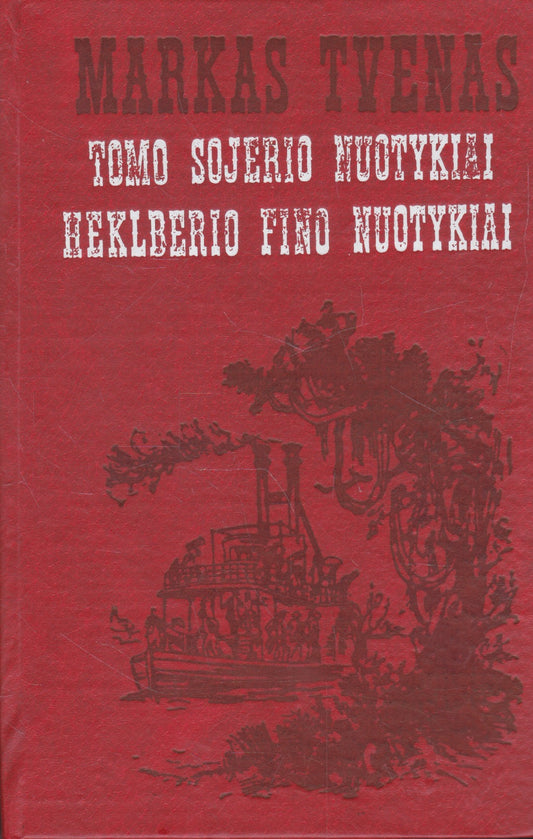 MARKAS TVENAS
TOMO SOJERIO NUOTYKIAI
HEKLBERIO FINO NUOTYKIAI